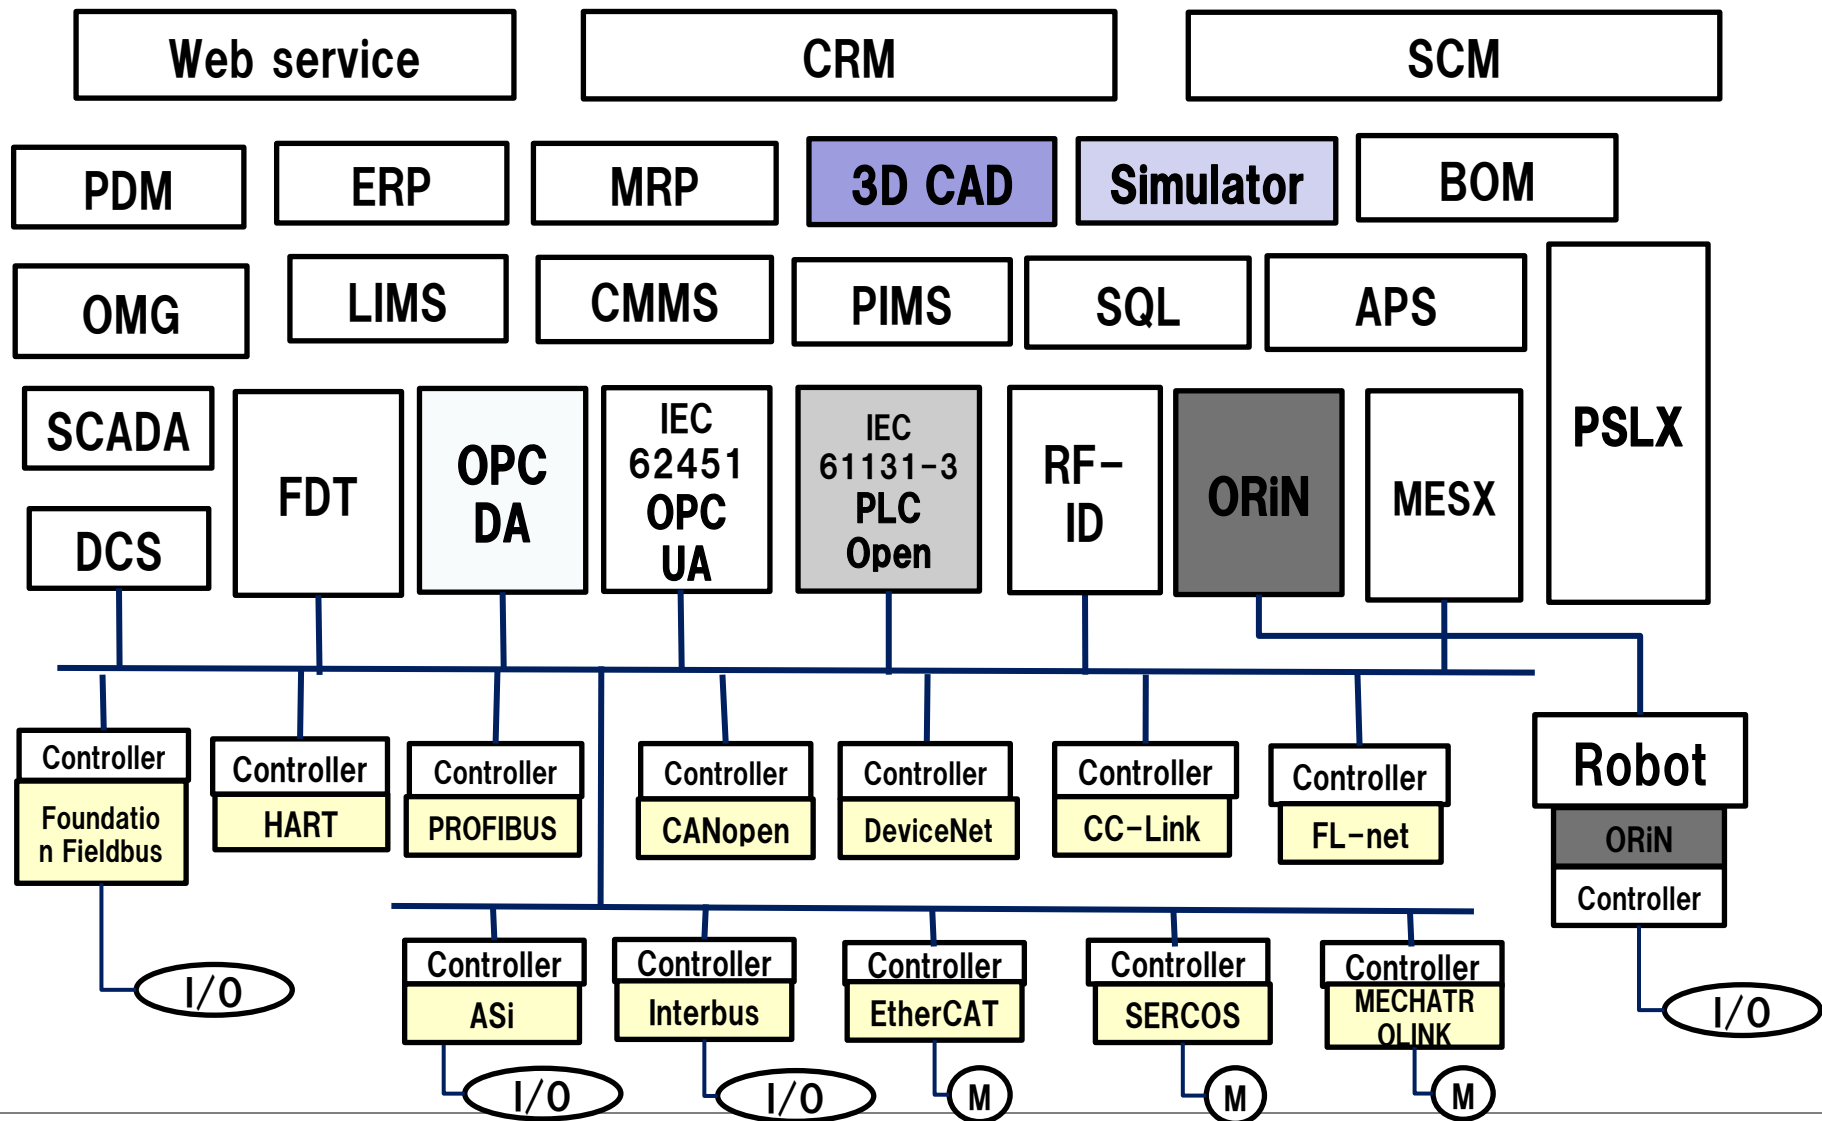 Web service
CRM
SCM
PDM
ERP
MRP
3D CAD
Simulator
BOM
OMG
LIMS
CMMS
PIMS
SQL
APS
PSLX
SCADA
DCS
FDT
OPC
DA
IEC
62451
OPC
UA
IEC
61131-3
PLC
Open
RF-
ID
ORiN
MESX
Controller
Foundatio
n Fieldbus
Controller
HART
Controller
PROFIBUS
Controller
CANopen
Controller
DeviceNet
Controller
CC-Link
Controller
FL-net
Robot
ORiN
Controller
I/O
Controller
ASi
Controller
Interbus
Controller
EtherCAT
Controller
SERCOS
Controller
MECHATR
OLINK
I/O
I/O
I/O
M
M
M